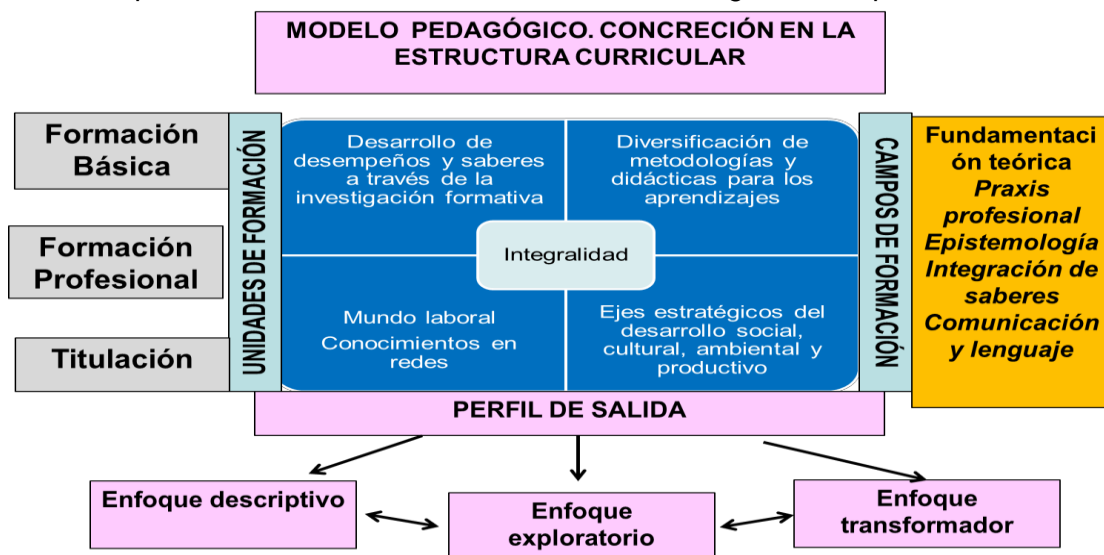 MODELO PEDAGÓGICO. CONCRECIÓN EN LA
ESTRUCTURA CURRICULAR
Formación
Básica
Formación
Profesional
Titulación
UNIDADES DE FORMACIÓN
Desarrollo de
desempeños y saberes
a través de la
investigación formativa
Diversificación de
metodologías y
didácticas para los
aprendizajes
Integralidad
Mundo laboral
Conocimientos en
redes
Ejes estratégicos del
desarrollo social,
cultural, ambiental y
productivo
CAMPOS DE FORMACIÓN
Fundamentaci
ón teórica
Praxis
profesional
Epistemología
Integración de
saberes
Comunicación
y lenguaje
PERFIL DE SALIDA
Enfoque descriptivo
Enfoque
exploratorio
Enfoque
transformador